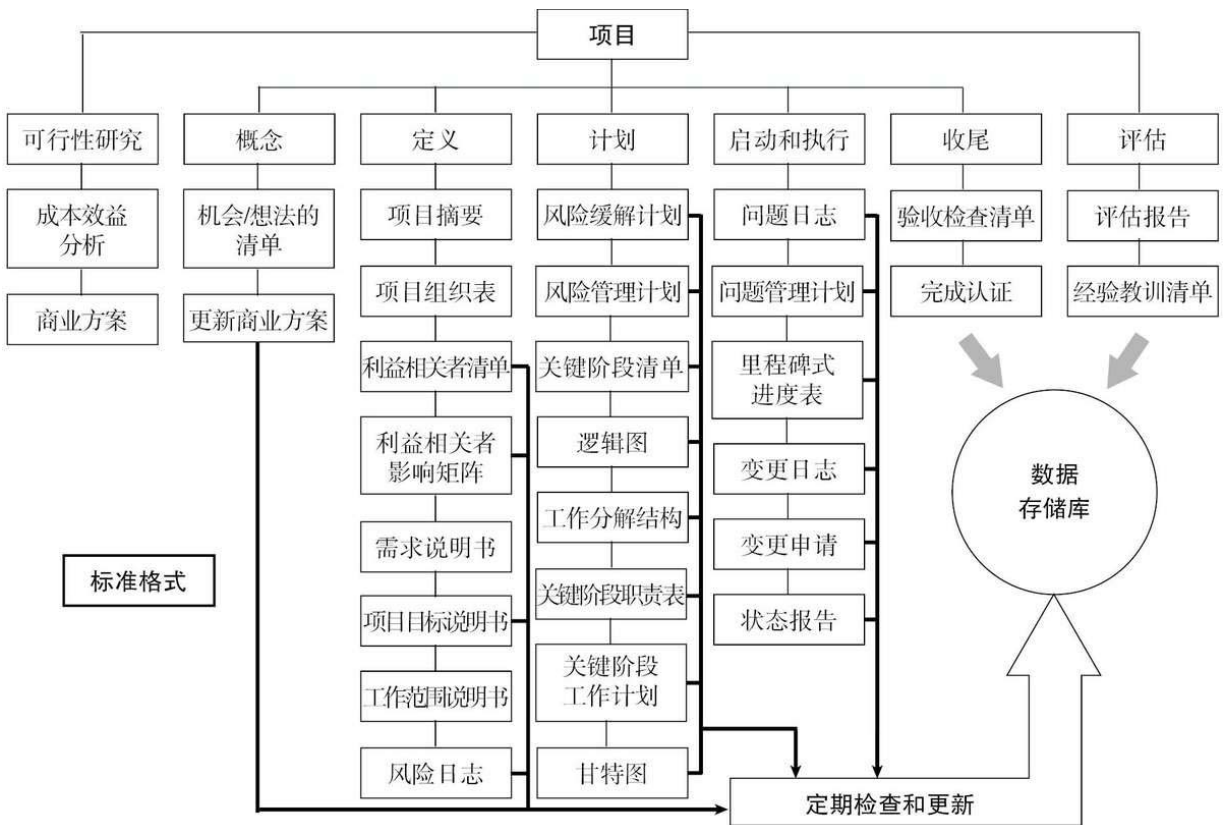 项目
可行性研究
成本效益
分析
商业方案
概念
机会/想法的
清单
更新商业方案
定义
项目摘要
项目组织表
利益相关者清单
利益相关者
影响矩阵
需求说明书
项目目标说明书
工作范围说明书
风险日志
计划
风险缓解计划
风险管理计划
关键阶段清单
逻辑图
工作分解结构
关键阶段职责表
关键阶段
工作计划
甘特图
启动和执行
问题日志
问题管理计划
里程碑式
进度表
变更日志
变更申请
状态报告
收尾
验收检查清单
完成认证
评估
评估报告
经验教训清单
数据
存储库
标准格式
定期检查和更新